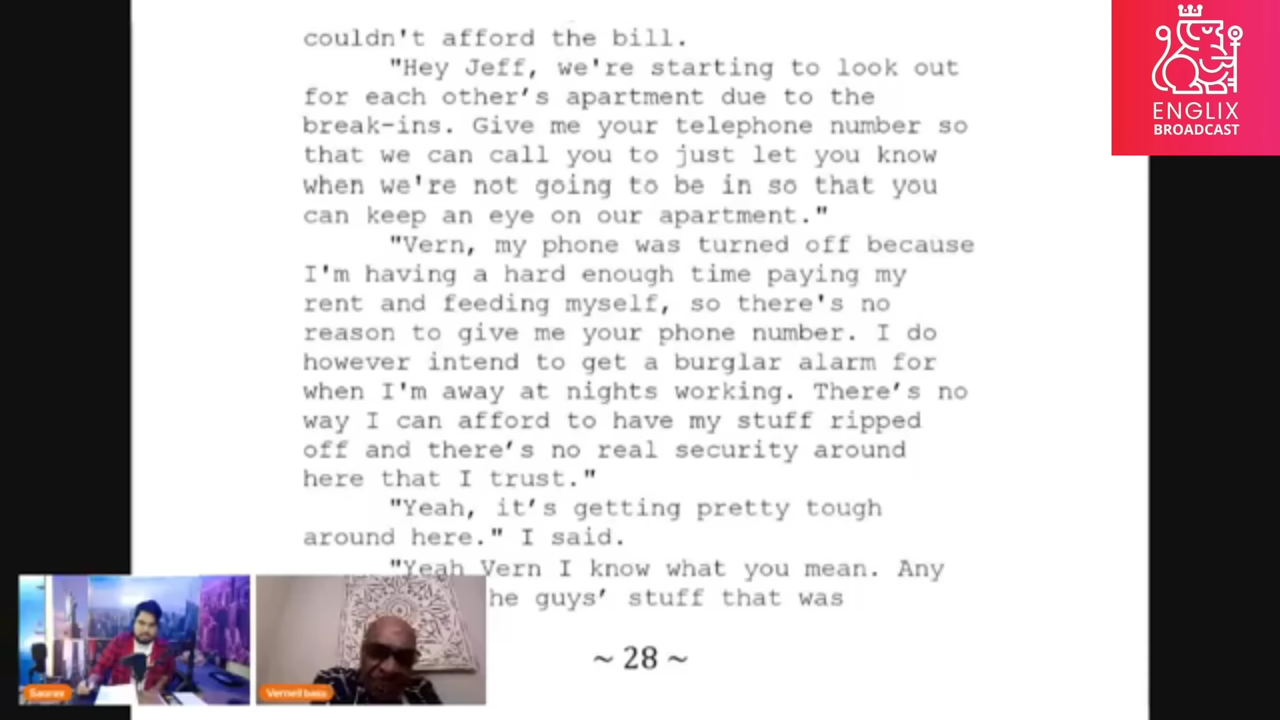 couldn't afford the bill.
"Hey Jeff, we're starting to look out
for each other’s apartment due to the
break-ins. Give me your telephone number so
that we can call you to just let you know
when we're not going to be in so that you
can keep an eye on our apartment."
"Vern, my phone was turned off because
I'm having a hard enough time paying my
rent and feeding myself, so there's no
reason to give me your phone number. I do
however intend to get a burglar alarm for
when I'm away at nights working. There’s no
way I can afford to have my stuff ripped
off and there’s no real security around
here that I trust."
"Yeah, it’s getting pretty tough
around here." I said.
"Yeah Vern I know what you mean. Any
he guys’ stuff that was
~ 28 ~
ENGLIX
BROADCAST
Saurav
Vernell bass